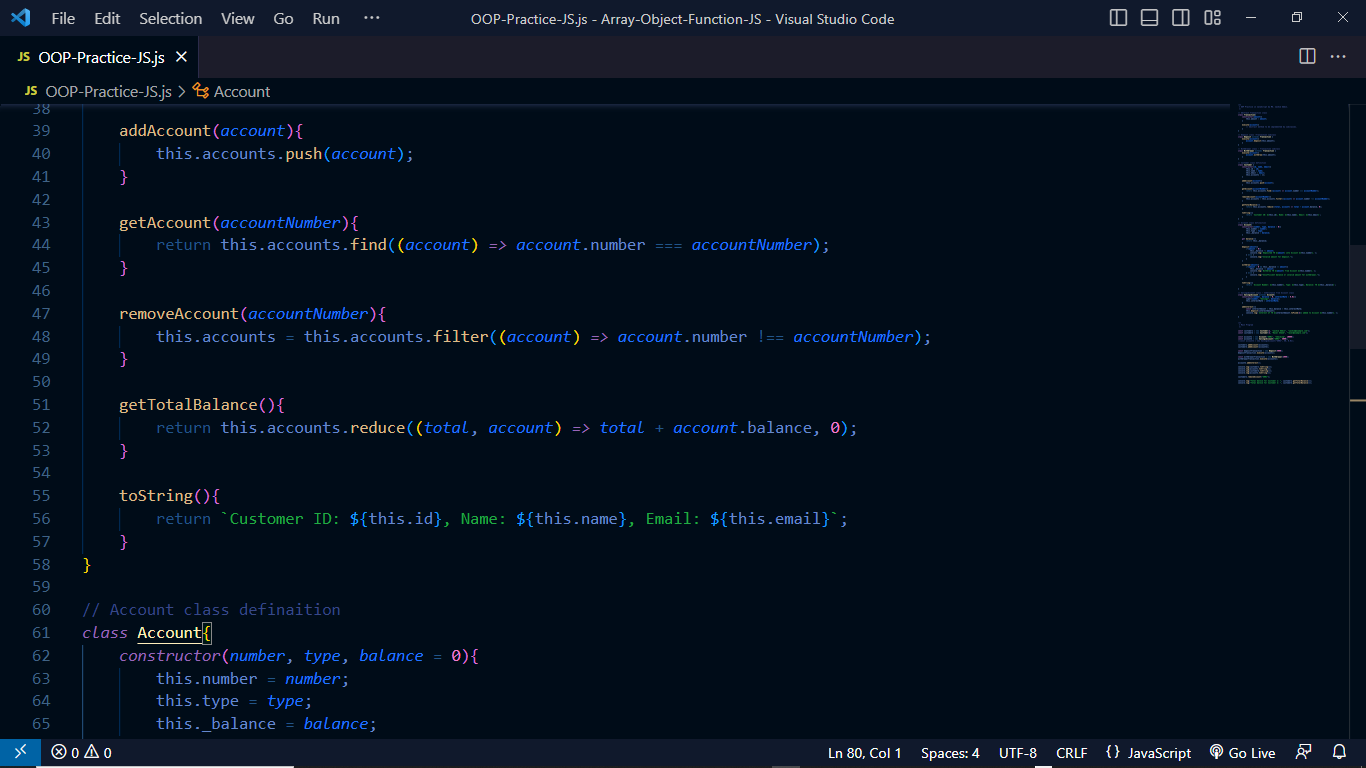 File Edit Selection View Go Run ··· OOP-Practice-JS.js - Array-Object-Function-JS - Visual Studio Code
JS OOP-Practice-JS.js
JS OOP-Practice-JS.js > Account
38
39 addAccount(account){
40 this.accounts.push(account);
41 }
42
43 getAccount(accountNumber){
44 return this.accounts.find((account) => account.number === accountNumber);
45 }
46
47 removeAccount(accountNumber){
48 this.accounts = this.accounts.filter((account) => account.number !== accountNumber);
49 }
50
51 getTotalBalance(){
52 return this.accounts.reduce((total, account) => total + account.balance, 0);
53 }
54
55 toString(){
56 return `Customer ID: ${this.id}, Name: ${this.name}, Email: ${this.email}`;
57 }
58 }
59
60 // Account class definaition
61 class Account{
62 constructor(number, type, balance = 0){
63 this.number = number;
64 this.type = type;
65 this._balance = balance;
0 0 Ln 80, Col 1 Spaces: 4 UTF-8 CRLF {} JavaScript Go Live